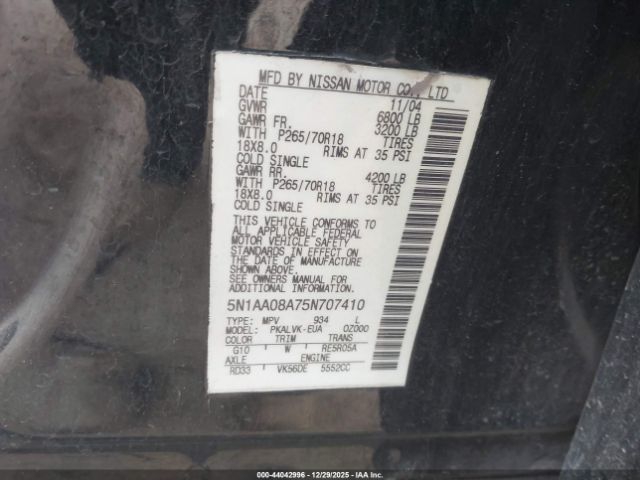 MFD BY NISSAN MOTOR CO., LTD
DATE 11/04
GVWR 6800 LB
GAWR FR. 3200 LB
WITH P265/70R18 TIRES
18X8.0 RIMS AT 35 PSI
COLD SINGLE
GAWR RR. 4200 LB
WITH P265/70R18 TIRES
18X8.0 RIMS AT 35 PSI
COLD SINGLE
THIS VEHICLE CONFORMS TO
ALL APPLICABLE FEDERAL
MOTOR VEHICLE SAFETY
STANDARDS IN EFFECT ON
THE DATE OF MANUFACTURE
SHOWN ABOVE.
SEE OWNERS MANUAL FOR
ADDITIONAL INFORMATION.
5N1AA08A75N707410
TYPE: MPV 934 L
MODEL: PKALVK-EUA 0Z000
COLOR TRIM TRANS
G10 W RE5R05A
AXLE ENGINE
RD33 VK56DE 5552CC
000-44042996 * 12/29/2025 * IAA Inc.